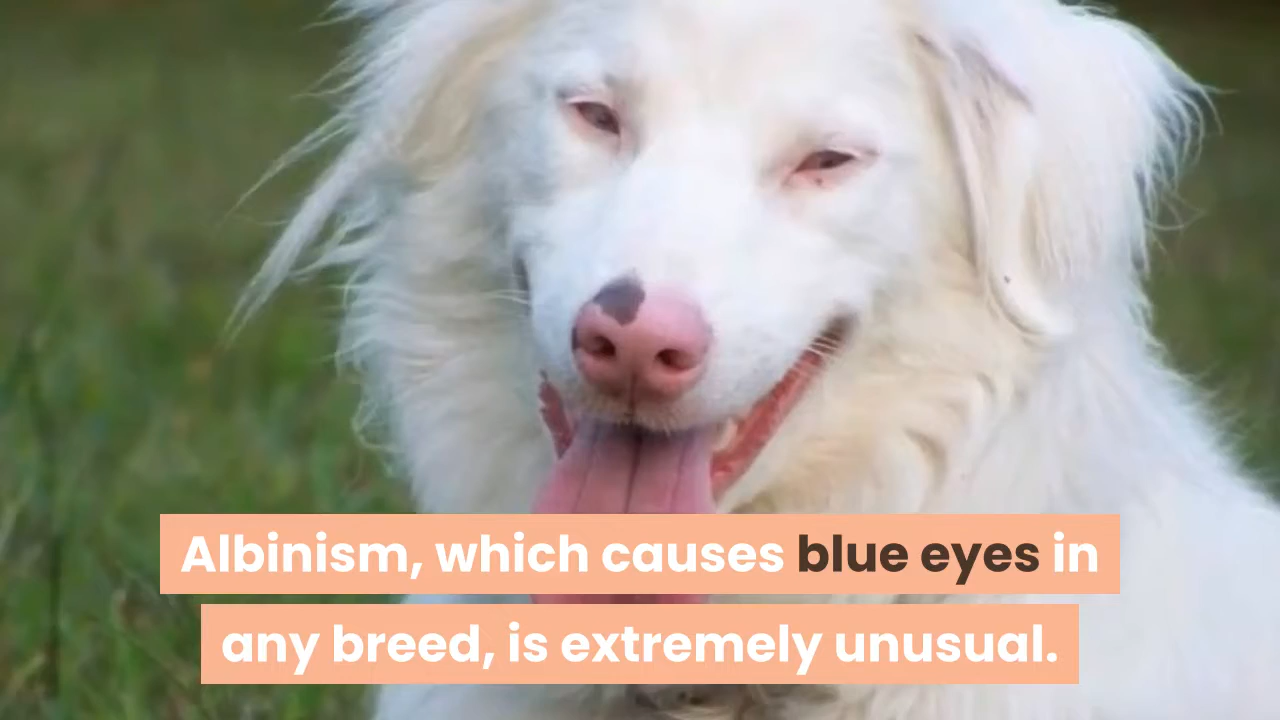 Albinism, which causes blue eyes in
any breed, is extremely unusual.